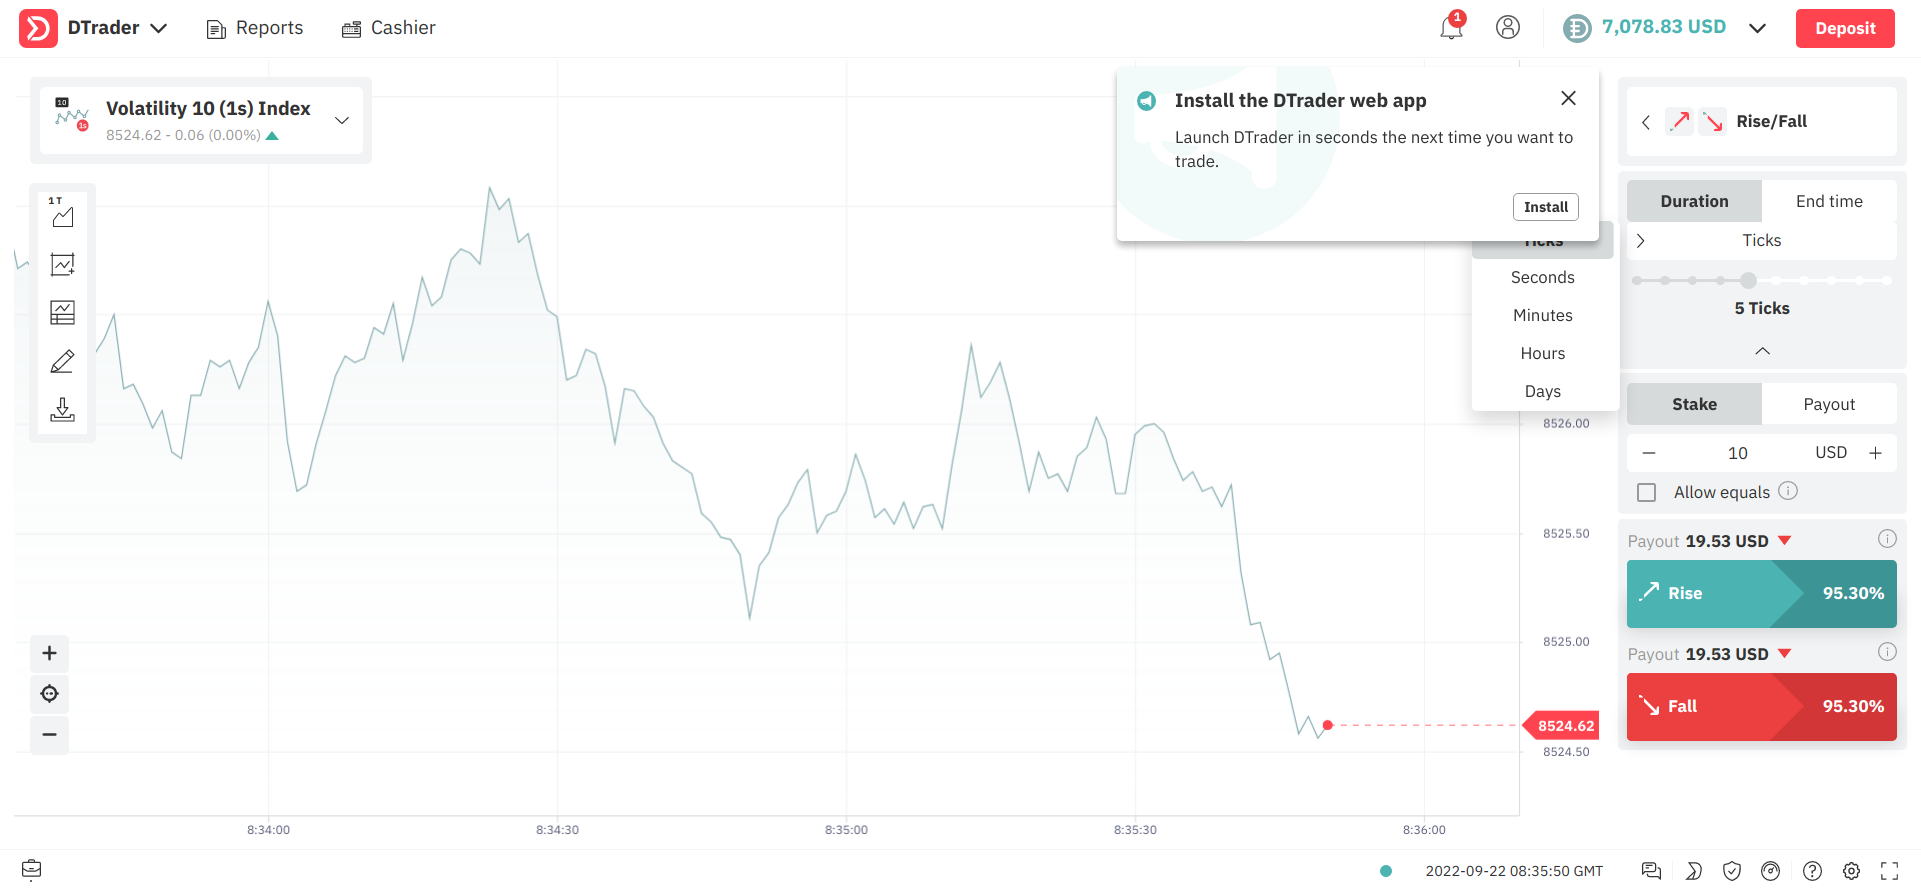 DTrader
Reports
Cashier
1
7,078.83 USD
Deposit
10
1s
Volatility 10 (1s) Index
8524.62 - 0.06 (0.00%)
1 T
Install the DTrader web app
Launch DTrader in seconds the next time you want to
trade.
Install
Ticks
Seconds
Minutes
Hours
Days
Rise/Fall
Duration
End time
Ticks
5 Ticks
Stake
Payout
10
USD
Allow equals
Payout 19.53 USD
Rise
95.30%
Payout 19.53 USD
Fall
95.30%
8526.00
8525.50
8525.00
8524.62
8524.50
8:34:00
8:34:30
8:35:00
8:35:30
8:36:00
2022-09-22 08:35:50 GMT